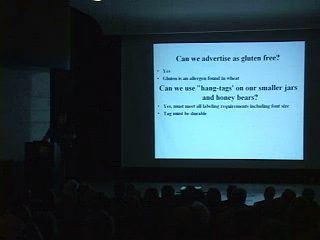 Can we advertise as gluten free?
• Yes
• Gluten is an allergen found in wheat
Can we use "hang-tags' on our smaller jars
and honey bears?
• Yes, must meet all labeling requirements including font size
• Tag must be durable